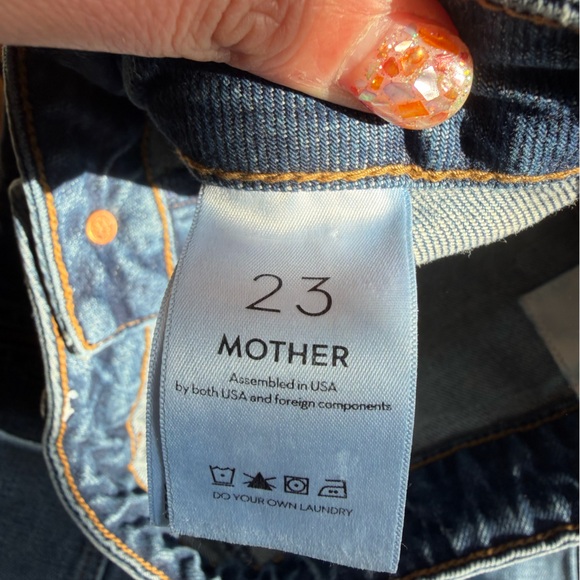 23
MOTHER
Assembled in USA
by both USA and foreign components
DO YOUR OWN LAUNDRY